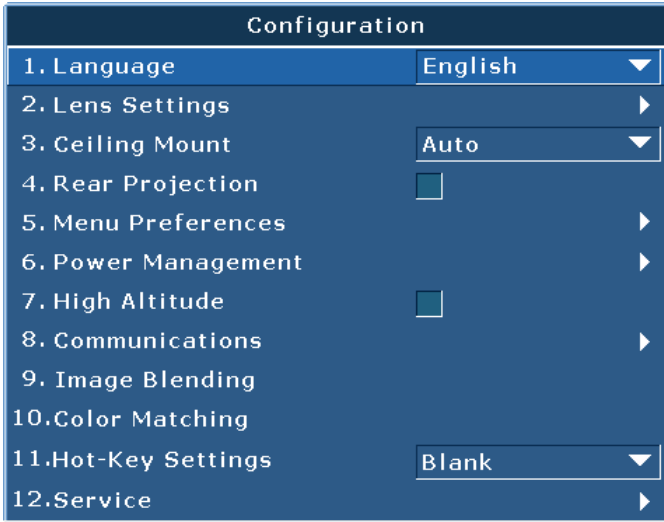 Configuration
1. Language English
2. Lens Settings
3. Ceiling Mount Auto
4. Rear Projection
5. Menu Preferences
6. Power Management
7. High Altitude
8. Communications
9. Image Blending
10.Color Matching
11.Hot-Key Settings Blank
12.Service